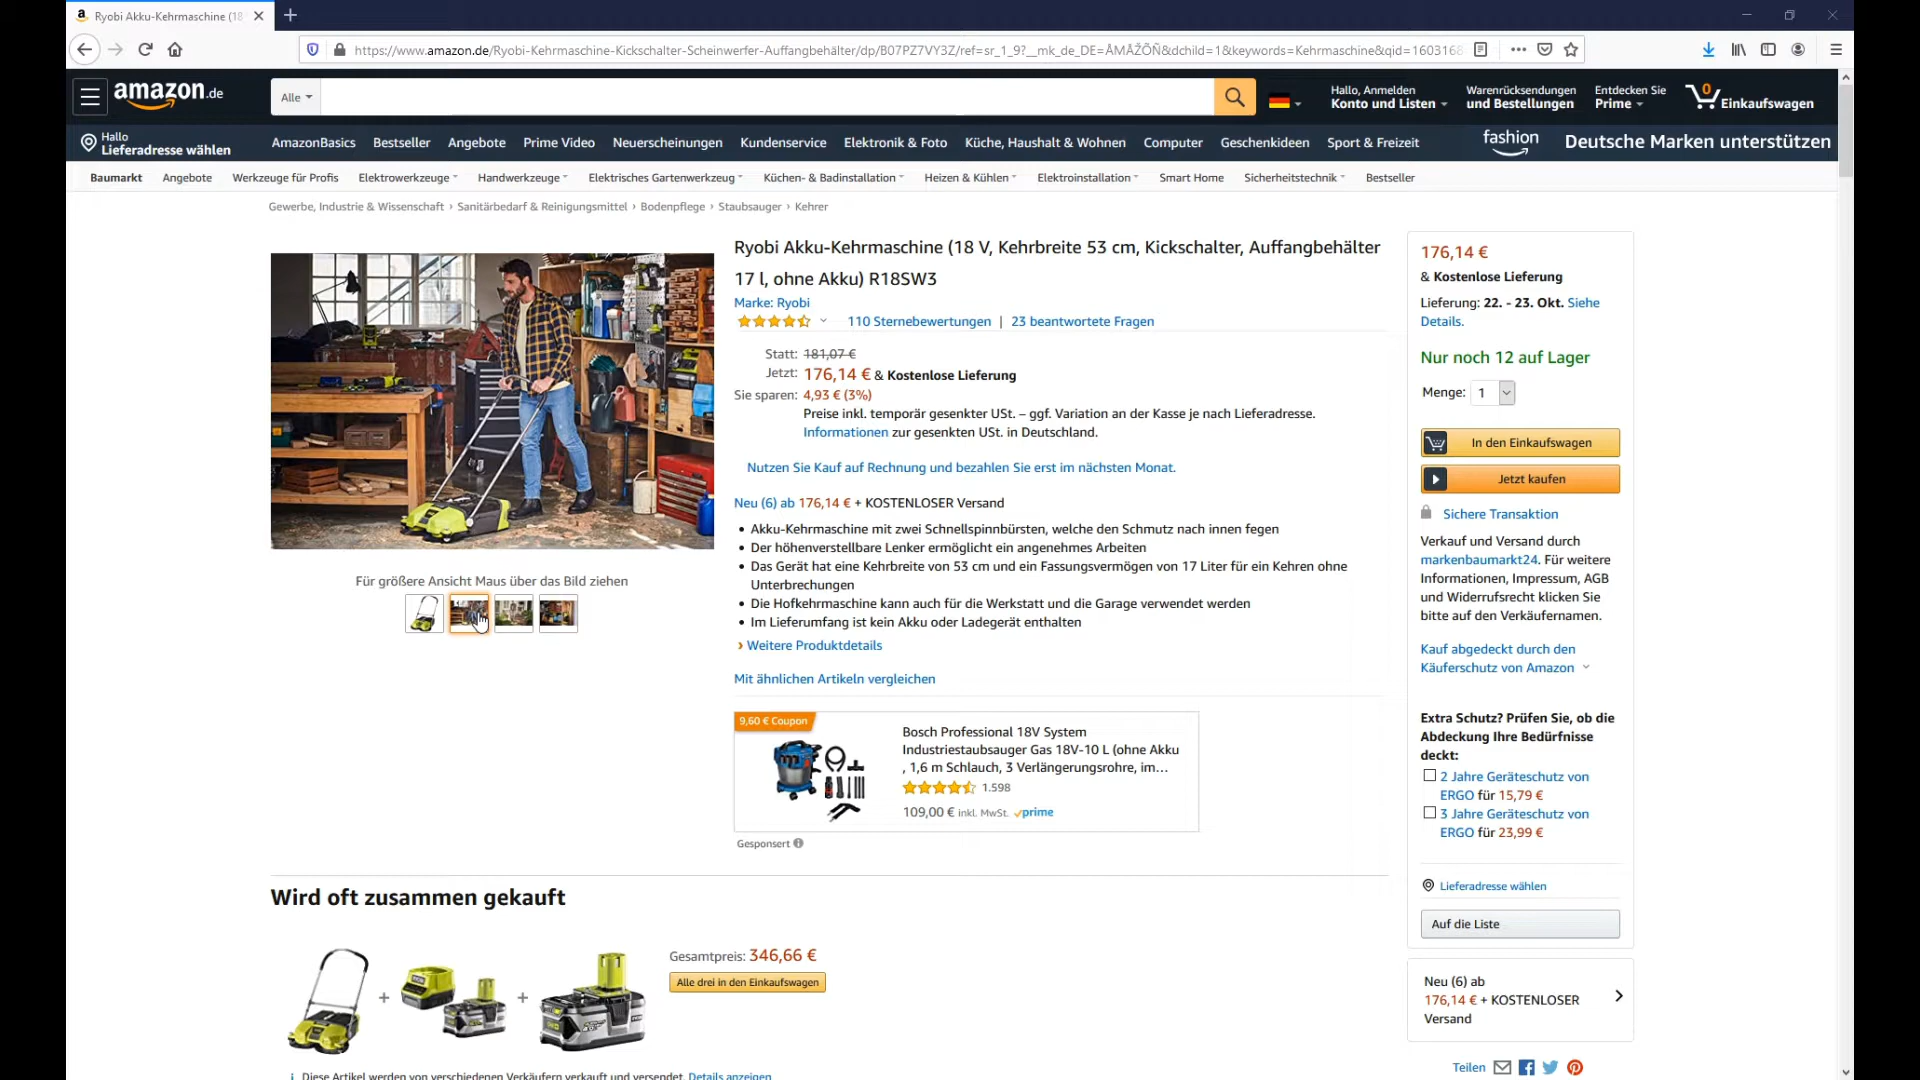 Ryobi Akku-Kehrmaschine (18
https://www.amazon.de/Ryobi-Kehrmaschine-Kickschalter-Scheinwerfer-Auffangbehälter/dp/B07PZ7VY3Z/ref=sr_1_9?__mk_de_DE=ÅMÅŽÕÑ&dchild=1&keywords=Kehrmaschine&qid=1603168
amazon.de
Alle
Hallo, Anmelden
Konto und Listen
Warenrücksendungen
und Bestellungen
Entdecken Sie
Prime
0
Einkaufswagen
Hallo
Lieferadresse wählen
AmazonBasics Bestseller Angebote Prime Video Neuerscheinungen Kundenservice Elektronik & Foto Küche, Haushalt & Wohnen Computer Geschenkideen Sport & Freizeit
fashion
Deutsche Marken unterstützen
Baumarkt Angebote Werkzeuge für Profis Elektrowerkzeuge Handwerkzeuge Elektrisches Gartenwerkzeug Küchen- & Badinstallation Heizen & Kühlen Elektroinstallation Smart Home Sicherheitstechnik Bestseller
Gewerbe, Industrie & Wissenschaft › Sanitärbedarf & Reinigungsmittel › Bodenpflege › Staubsauger › Kehrer
Für größere Ansicht Maus über das Bild ziehen
Ryobi Akku-Kehrmaschine (18 V, Kehrbreite 53 cm, Kickschalter, Auffangbehälter
17 l, ohne Akku) R18SW3
Marke: Ryobi
110 Sternebewertungen | 23 beantwortete Fragen
Statt: 181,07 €
Jetzt: 176,14 € & Kostenlose Lieferung
Sie sparen: 4,93 € (3%)
Preise inkl. temporär gesenkter USt. – ggf. Variation an der Kasse je nach Lieferadresse.
Informationen zur gesenkten USt. in Deutschland.
Nutzen Sie Kauf auf Rechnung und bezahlen Sie erst im nächsten Monat.
Neu (6) ab 176,14 € + KOSTENLOSER Versand
• Akku-Kehrmaschine mit zwei Schnellspinnbürsten, welche den Schmutz nach innen fegen
• Der höhenverstellbare Lenker ermöglicht ein angenehmes Arbeiten
• Das Gerät hat eine Kehrbreite von 53 cm und ein Fassungsvermögen von 17 Liter für ein Kehren ohne
Unterbrechungen
• Die Hofkehrmaschine kann auch für die Werkstatt und die Garage verwendet werden
• Im Lieferumfang ist kein Akku oder Ladegerät enthalten
› Weitere Produktdetails
Mit ähnlichen Artikeln vergleichen
9,60 € Coupon
Bosch Professional 18V System
Industriestaubsauger Gas 18V-10 L (ohne Akku
, 1,6 m Schlauch, 3 Verlängerungsrohre, im…
1.598
109,00 € inkl. MwSt. prime
Gesponsert
176,14 €
& Kostenlose Lieferung
Lieferung: 22. - 23. Okt. Siehe
Details.
Nur noch 12 auf Lager
Menge: 1
In den Einkaufswagen
Jetzt kaufen
Sichere Transaktion
Verkauf und Versand durch
markenbaumarkt24. Für weitere
Informationen, Impressum, AGB
und Widerrufsrecht klicken Sie
bitte auf den Verkäufernamen.
Kauf abgedeckt durch den
Käuferschutz von Amazon
Extra Schutz? Prüfen Sie, ob die
Abdeckung Ihre Bedürfnisse
deckt:
2 Jahre Geräteschutz von
ERGO für 15,79 €
3 Jahre Geräteschutz von
ERGO für 23,99 €
Lieferadresse wählen
Auf die Liste
Neu (6) ab
176,14 € + KOSTENLOSER
Versand
Teilen
Wird oft zusammen gekauft
+ +
Gesamtpreis: 346,66 €
Alle drei in den Einkaufswagen
i Diese Artikel werden von verschiedenen Verkäufern verkauft und versendet. Details anzeigen